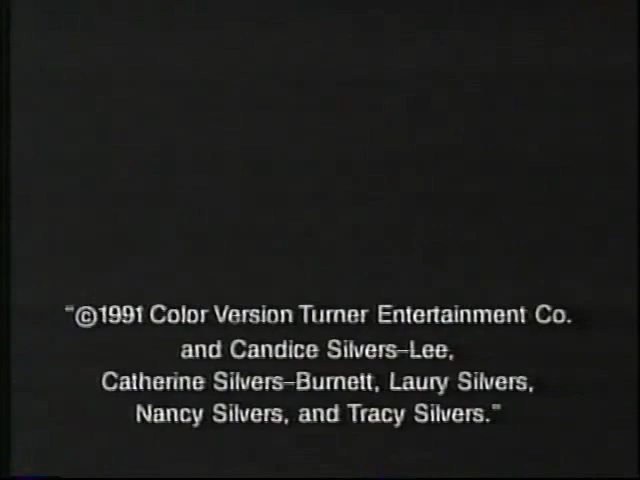 "©1991 Color Version Turner Entertainment Co.
and Candice Silvers-Lee,
Catherine Silvers-Burnett, Laury Silvers,
Nancy Silvers, and Tracy Silvers."